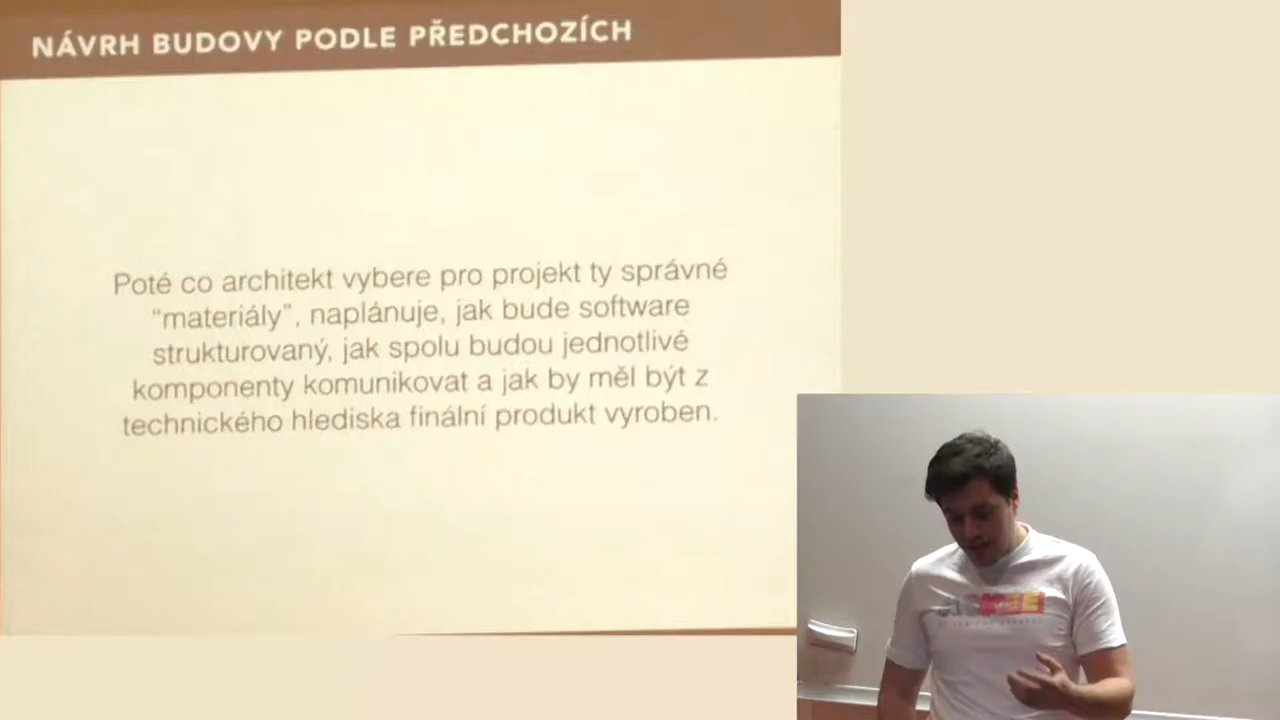 NÁVRH BUDOVY PODLE PŘEDCHOZÍCH
Poté co architekt vybere pro projekt ty správné
“materiály”, naplánuje, jak bude software
strukturovaný, jak spolu budou jednotlivé
komponenty komunikovat a jak by měl být z
technického hlediska finální produkt vyroben.